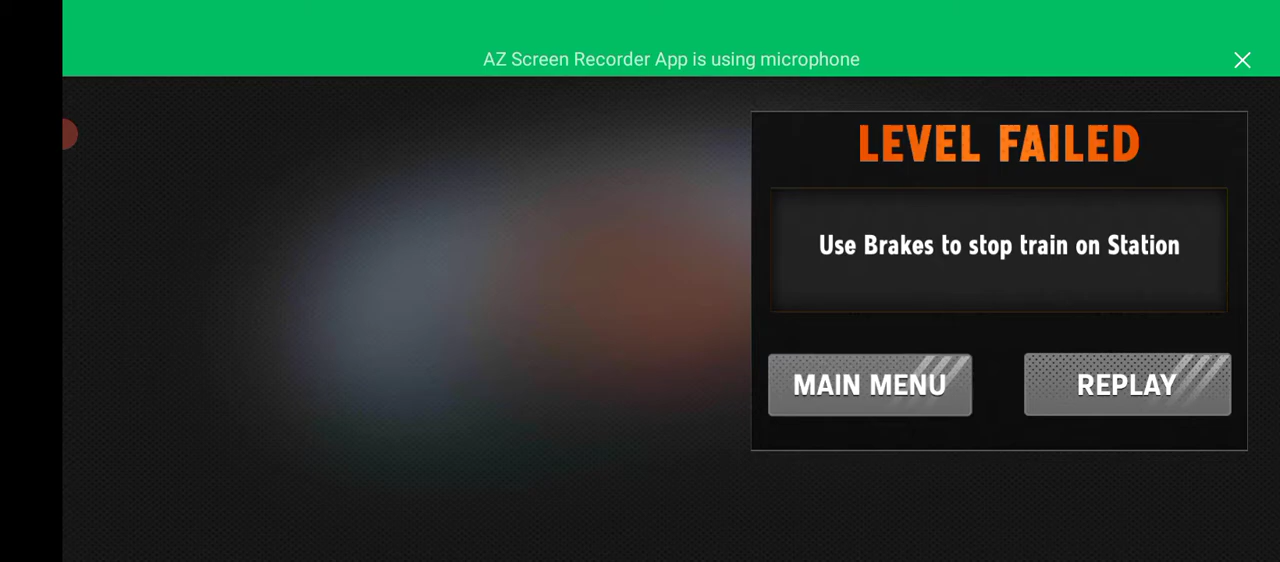 AZ Screen Recorder App is using microphone
LEVEL FAILED
Use Brakes to stop train on Station
MAIN MENU
REPLAY